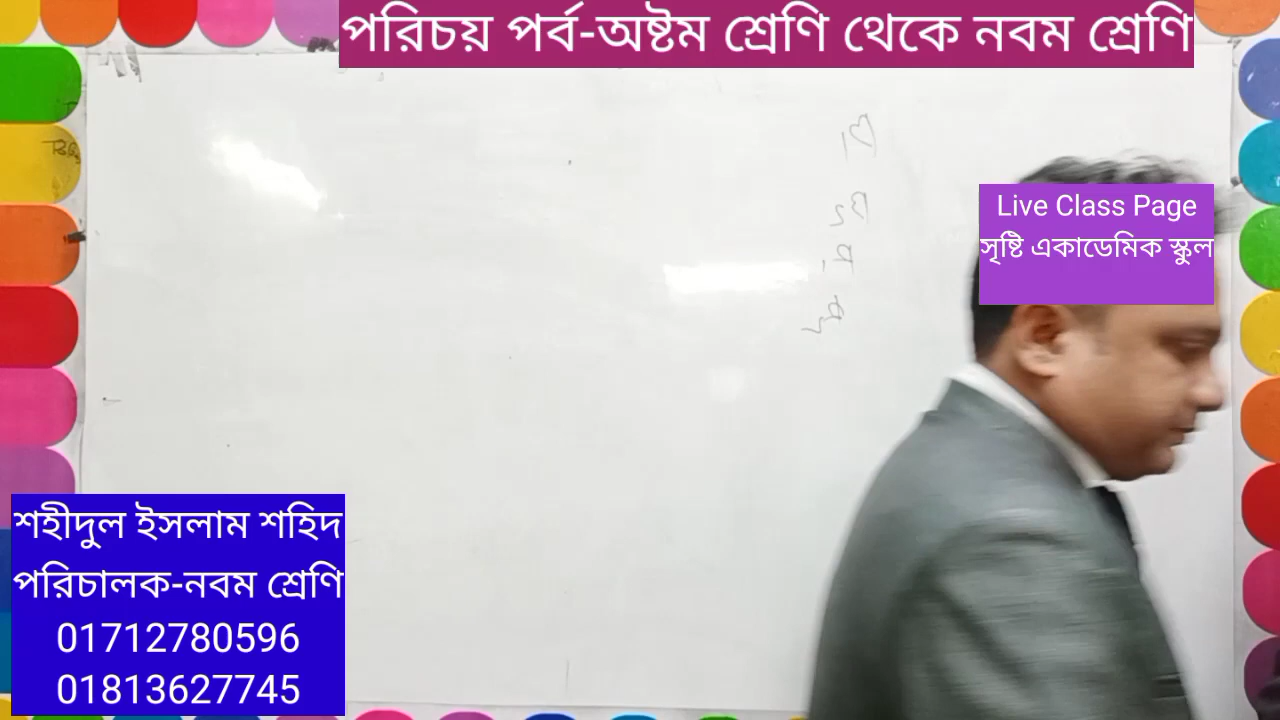 পরিচয় পর্ব-অষ্টম শ্রেণি থেকে নবম শ্রেণি
Live Class Page
সৃষ্টি একাডেমিক স্কুল
শহীদুল ইসলাম শহিদ
পরিচালক-নবম শ্রেণি
01712780596
01813627745